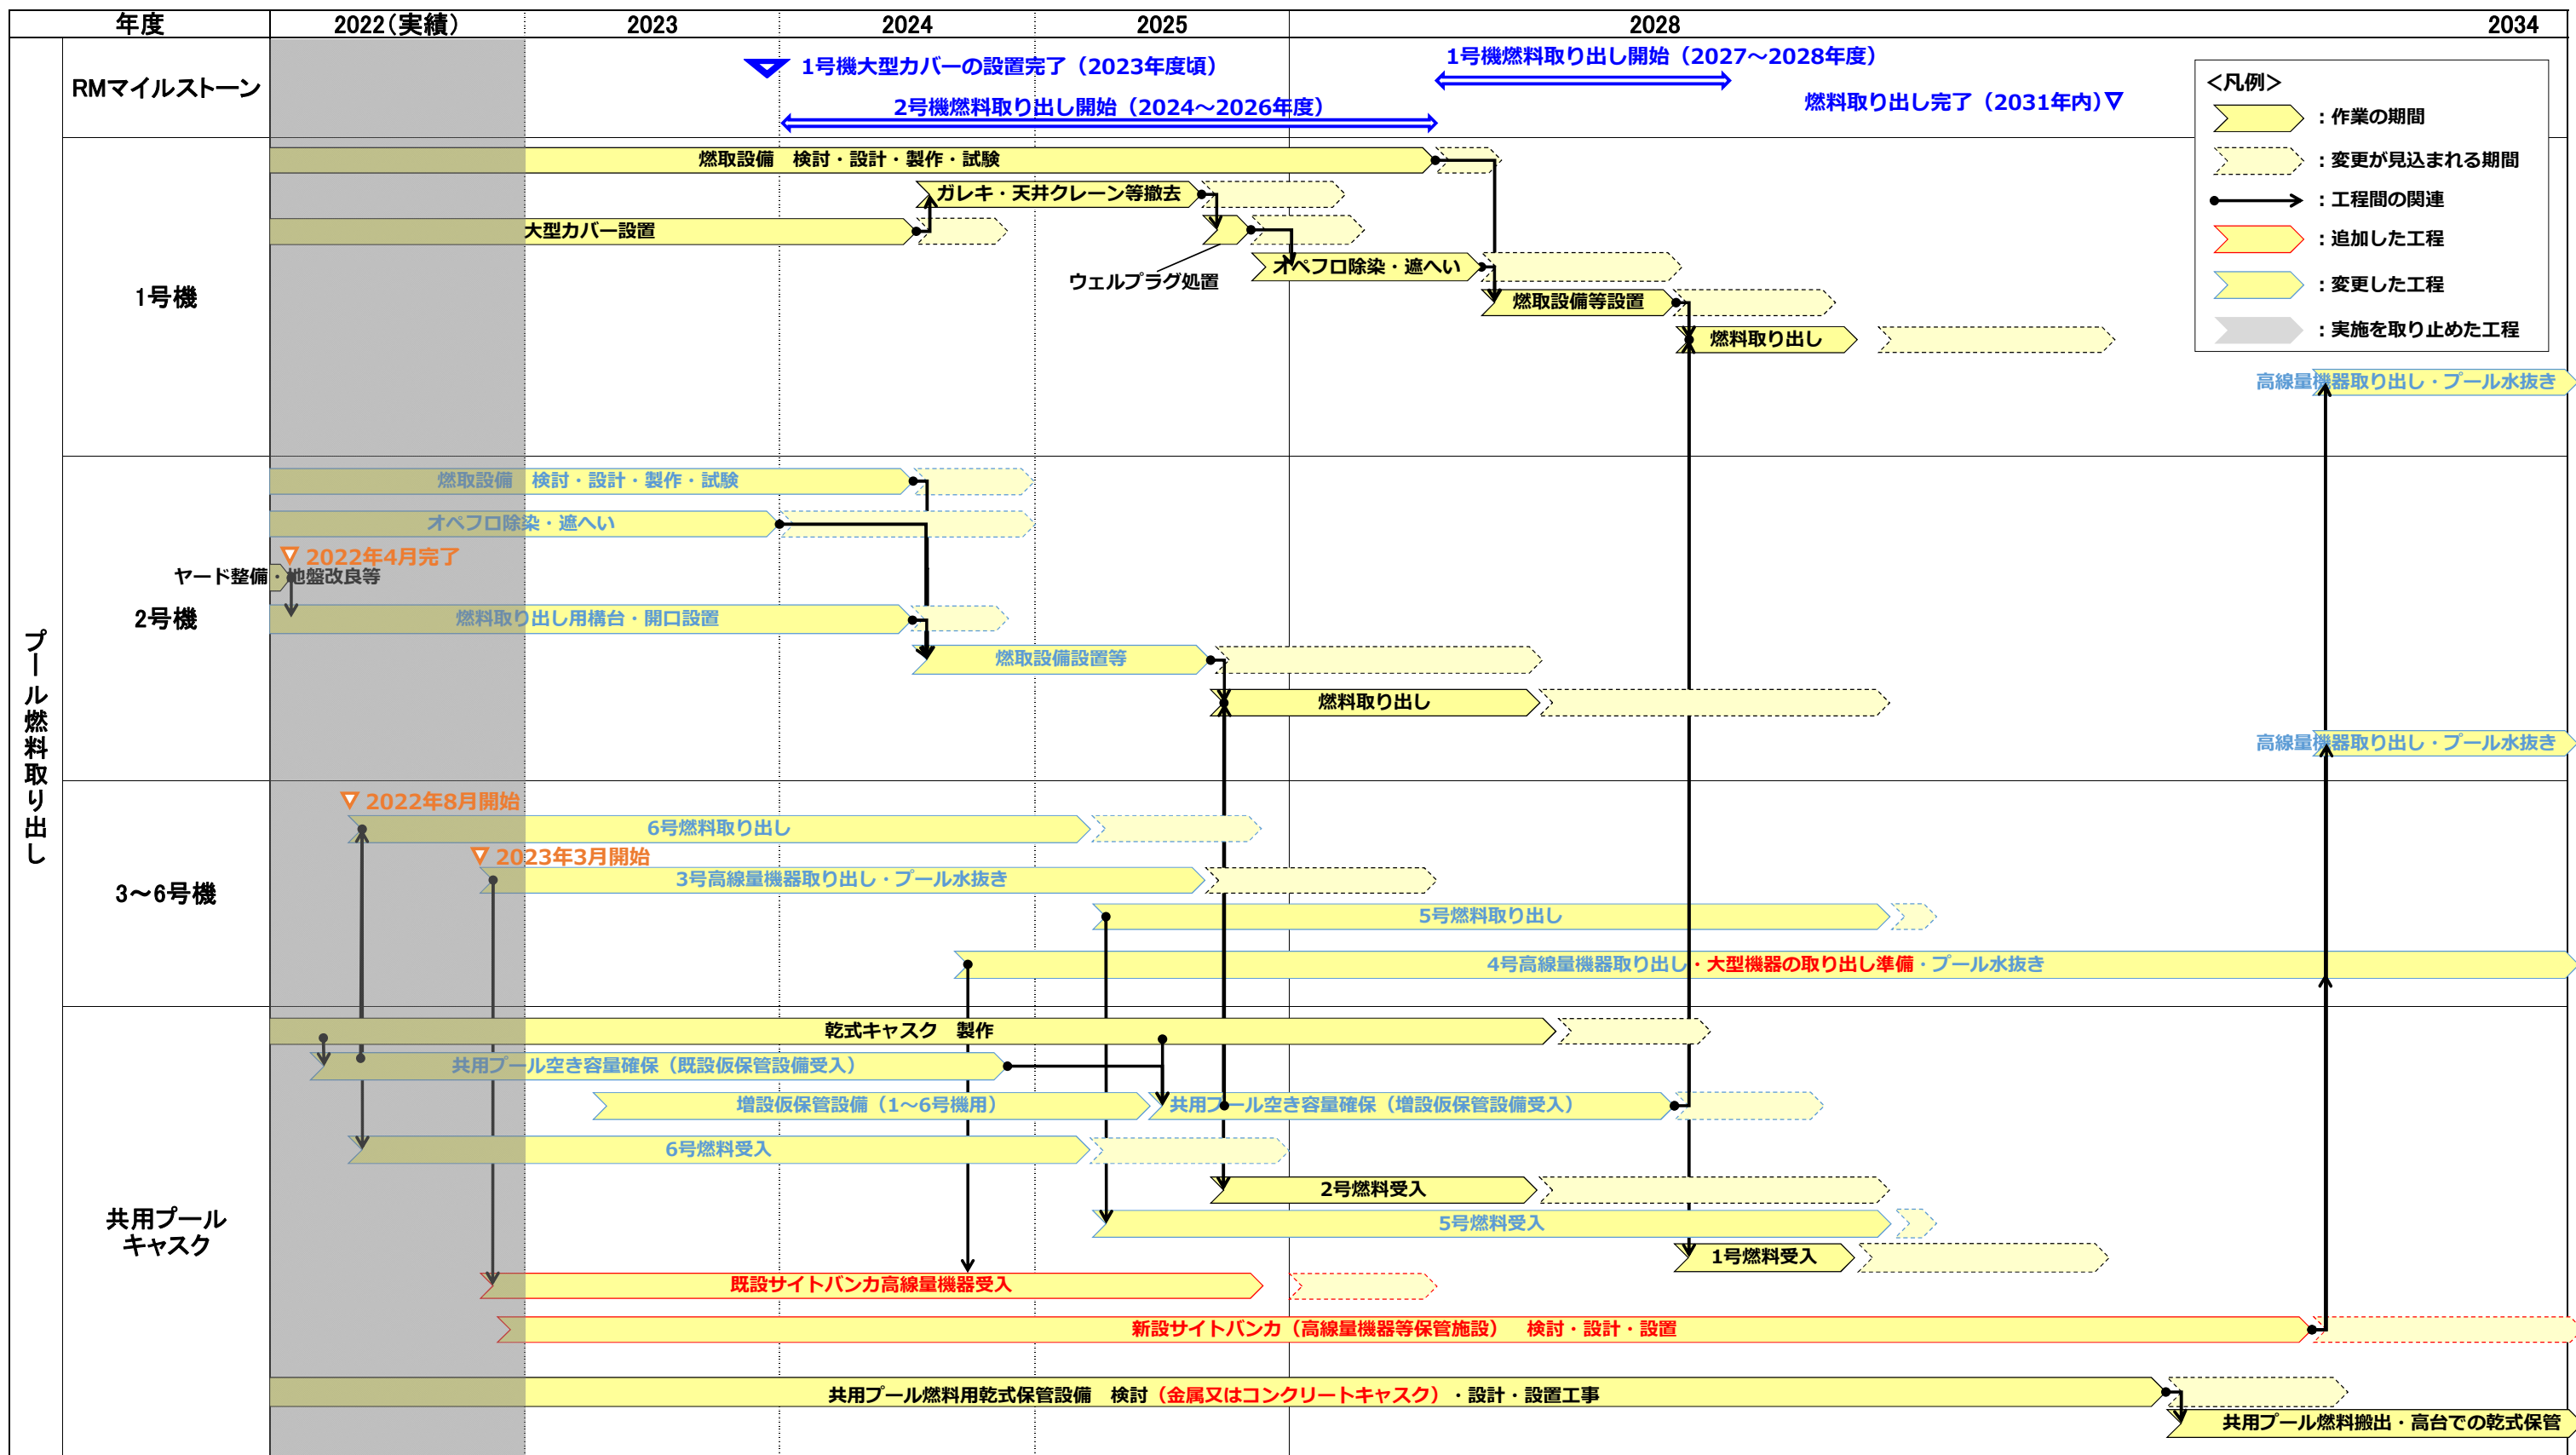 年度
2022(実績)
2023
2024
2025
2028
2034
プール燃料取り出し
RMマイルストーン
1号機大型カバーの設置完了（2023年度頃）
2号機燃料取り出し開始（2024～2026年度）
1号機燃料取り出し開始（2027～2028年度）
燃料取り出し完了（2031年内）
<凡例>
：作業の期間
：変更が見込まれる期間
：工程間の関連
：追加した工程
：変更した工程
：実施を取り止めた工程
1号機
燃取設備　検討・設計・製作・試験
ガレキ・天井クレーン等撤去
大型カバー設置
ウェルプラグ処置
オペフロ除染・遮へい
燃取設備等設置
燃料取り出し
高線量機器取り出し・プール水抜き
2号機
燃取設備　検討・設計・製作・試験
オペフロ除染・遮へい
2022年4月完了
ヤード整備・地盤改良等
燃料取り出し用構台・開口設置
燃取設備設置等
燃料取り出し
高線量機器取り出し・プール水抜き
3～6号機
2022年8月開始
6号燃料取り出し
2023年3月開始
3号高線量機器取り出し・プール水抜き
5号燃料取り出し
4号高線量機器取り出し・大型機器の取り出し準備・プール水抜き
共用プール
キャスク
乾式キャスク　製作
共用プール空き容量確保（既設仮保管設備受入）
増設仮保管設備（1～6号機用）
共用プール空き容量確保（増設仮保管設備受入）
6号燃料受入
2号燃料受入
5号燃料受入
1号燃料受入
既設サイトバンカ高線量機器受入
新設サイトバンカ（高線量機器等保管施設）　検討・設計・設置
共用プール燃料用乾式保管設備　検討（金属又はコンクリートキャスク）・設計・設置工事
共用プール燃料搬出・高台での乾式保管